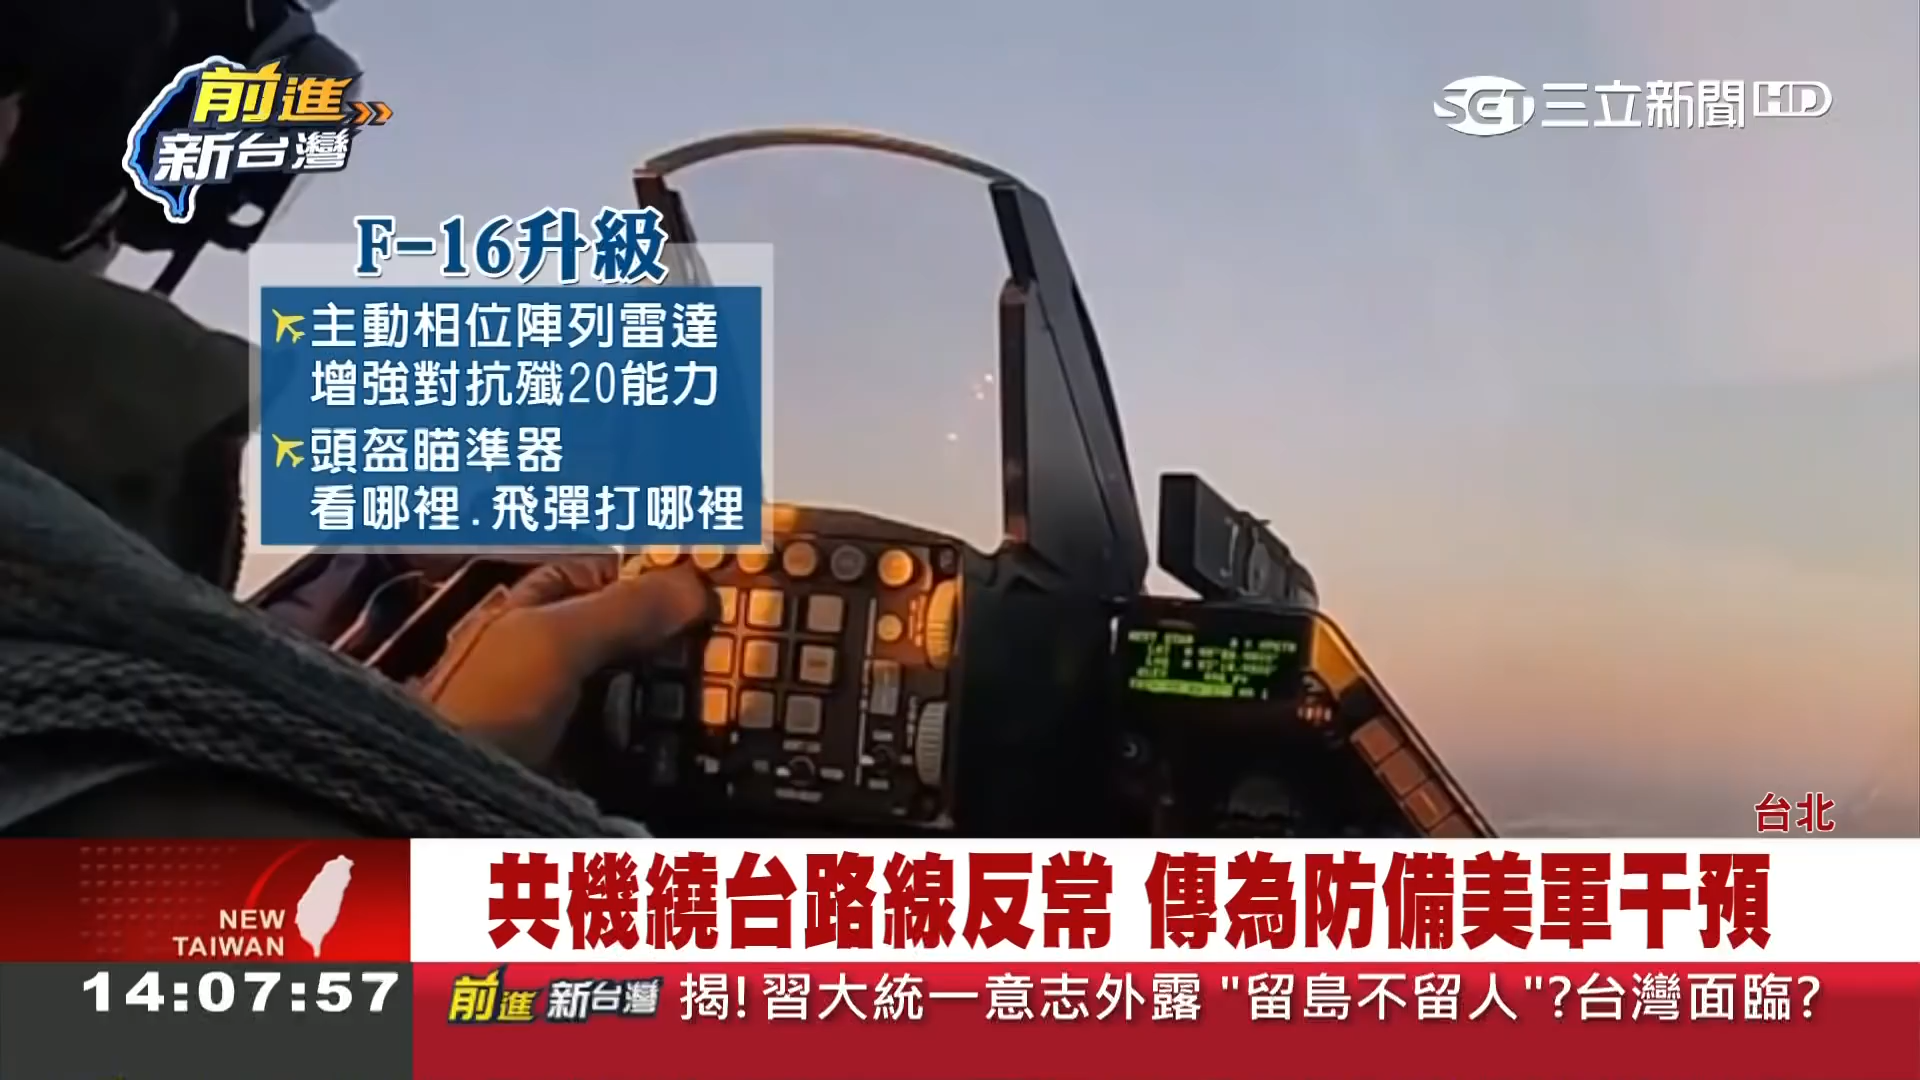 前進
新台灣
SET三立新聞HD
F-16升級
主動相位陣列雷達
增強對抗殲20能力
頭盔瞄準器
看哪裡.飛彈打哪裡
台北
NEW
TAIWAN
共機繞台路線反常 傳為防備美軍干預
14:07:57
前進新台灣 揭!習大統一意志外露 "留島不留人"?台灣面臨?